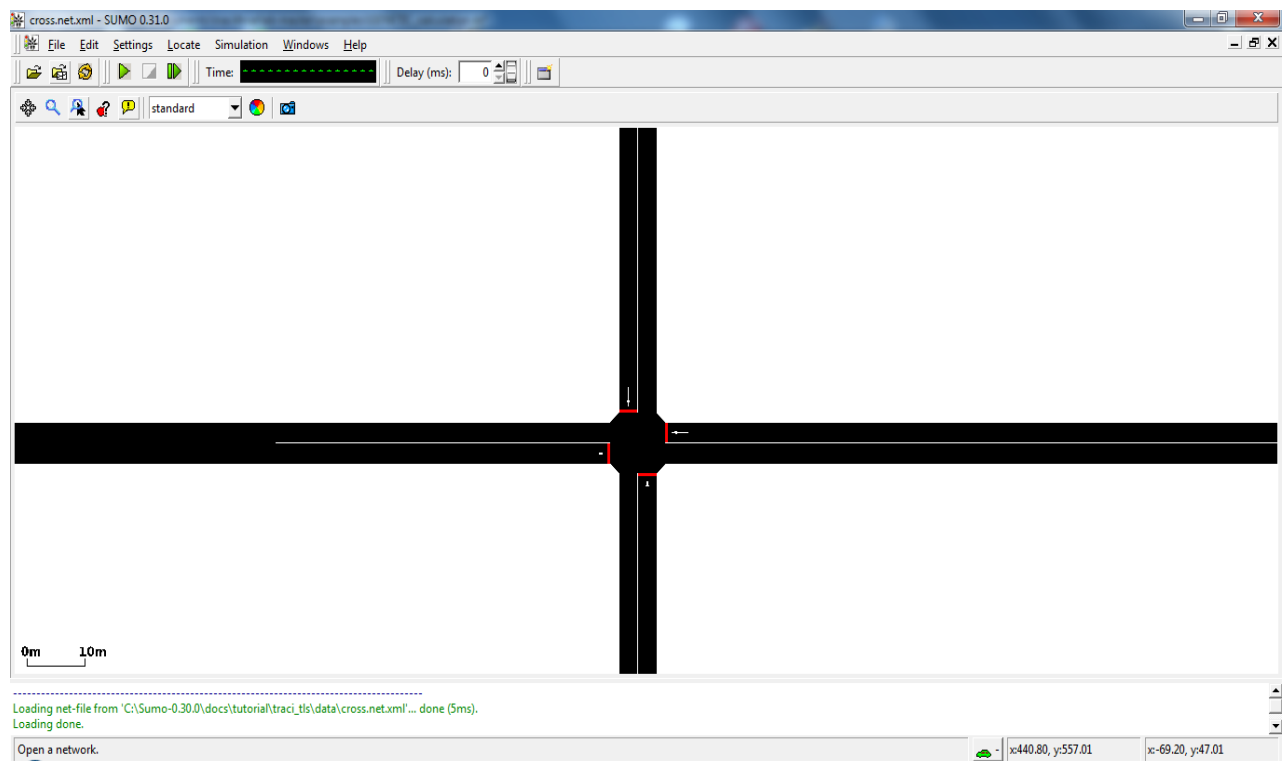 cross.net.xml - SUMO 0.31.0
File Edit Settings Locate Simulation Windows Help
Time: Delay (ms): 0
standard
0m 10m
Loading net-file from 'C:\Sumo-0.30.0\docs\tutorial\traci_tls\data\cross.net.xml'... done (5ms).
Loading done.
Open a network. x:440.80, y:557.01 x:-69.20, y:47.01